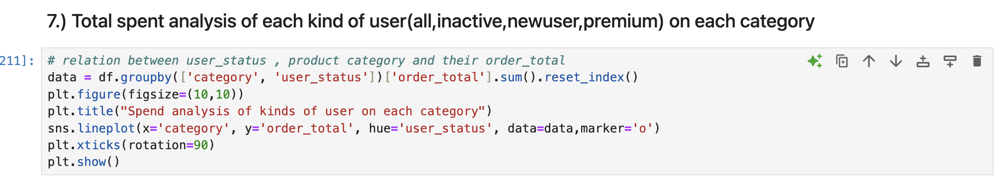 7.) Total spent analysis of each kind of user(all,inactive,newuser,premium) on each category
211]:
# relation between user_status , product category and their order_total
data = df.groupby(['category', 'user_status'])['order_total'].sum().reset_index()
plt.figure(figsize=(10,10))
plt.title("Spend analysis of kinds of user on each category")
sns.lineplot(x='category', y='order_total', hue='user_status', data=data,marker='o')
plt.xticks(rotation=90)
plt.show()